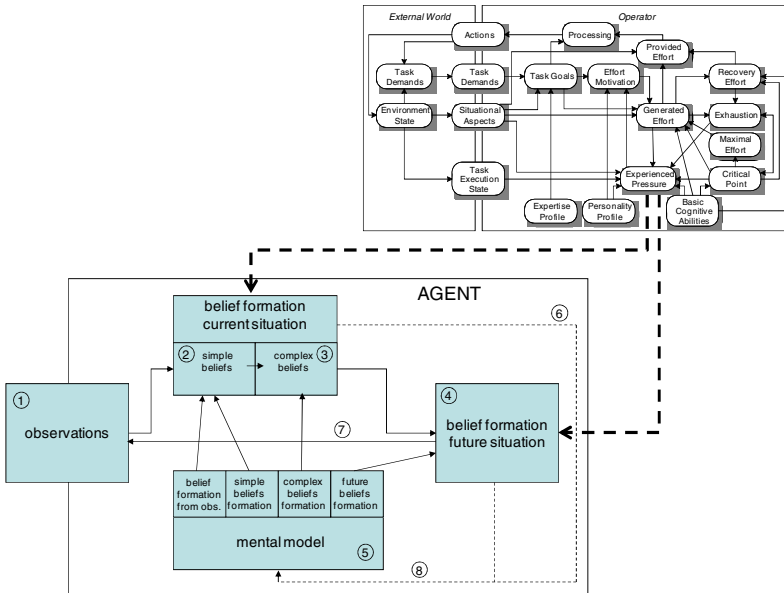 External World
Operator
Actions
Processing
Provided
Effort
Task
Demands
Task
Demands
Task Goals
Effort
Motivation
Recovery
Effort
Environment
State
Situational
Aspects
Generated
Effort
Exhaustion
Maximal
Effort
Task
Execution
State
Experienced
Pressure
Critical
Point
Expertise
Profile
Personality
Profile
Basic
Cognitive
Abilities
AGENT
belief formation
current situation
6
2
simple
beliefs
complex
beliefs
3
1
observations
4
belief formation
future situation
7
belief
formation
from obs.
simple
beliefs
formation
complex
beliefs
formation
future
beliefs
formation
mental model
5
8